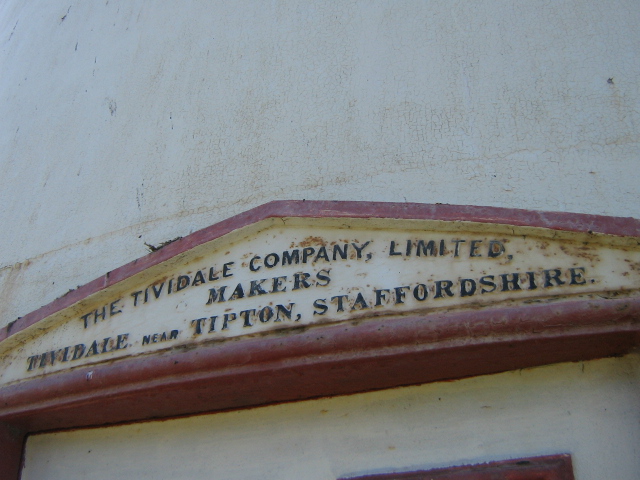 THE TIVIDALE COMPANY, LIMITED,
MAKERS
TIVIDALE NEAR TIPTON, STAFFORDSHIRE.